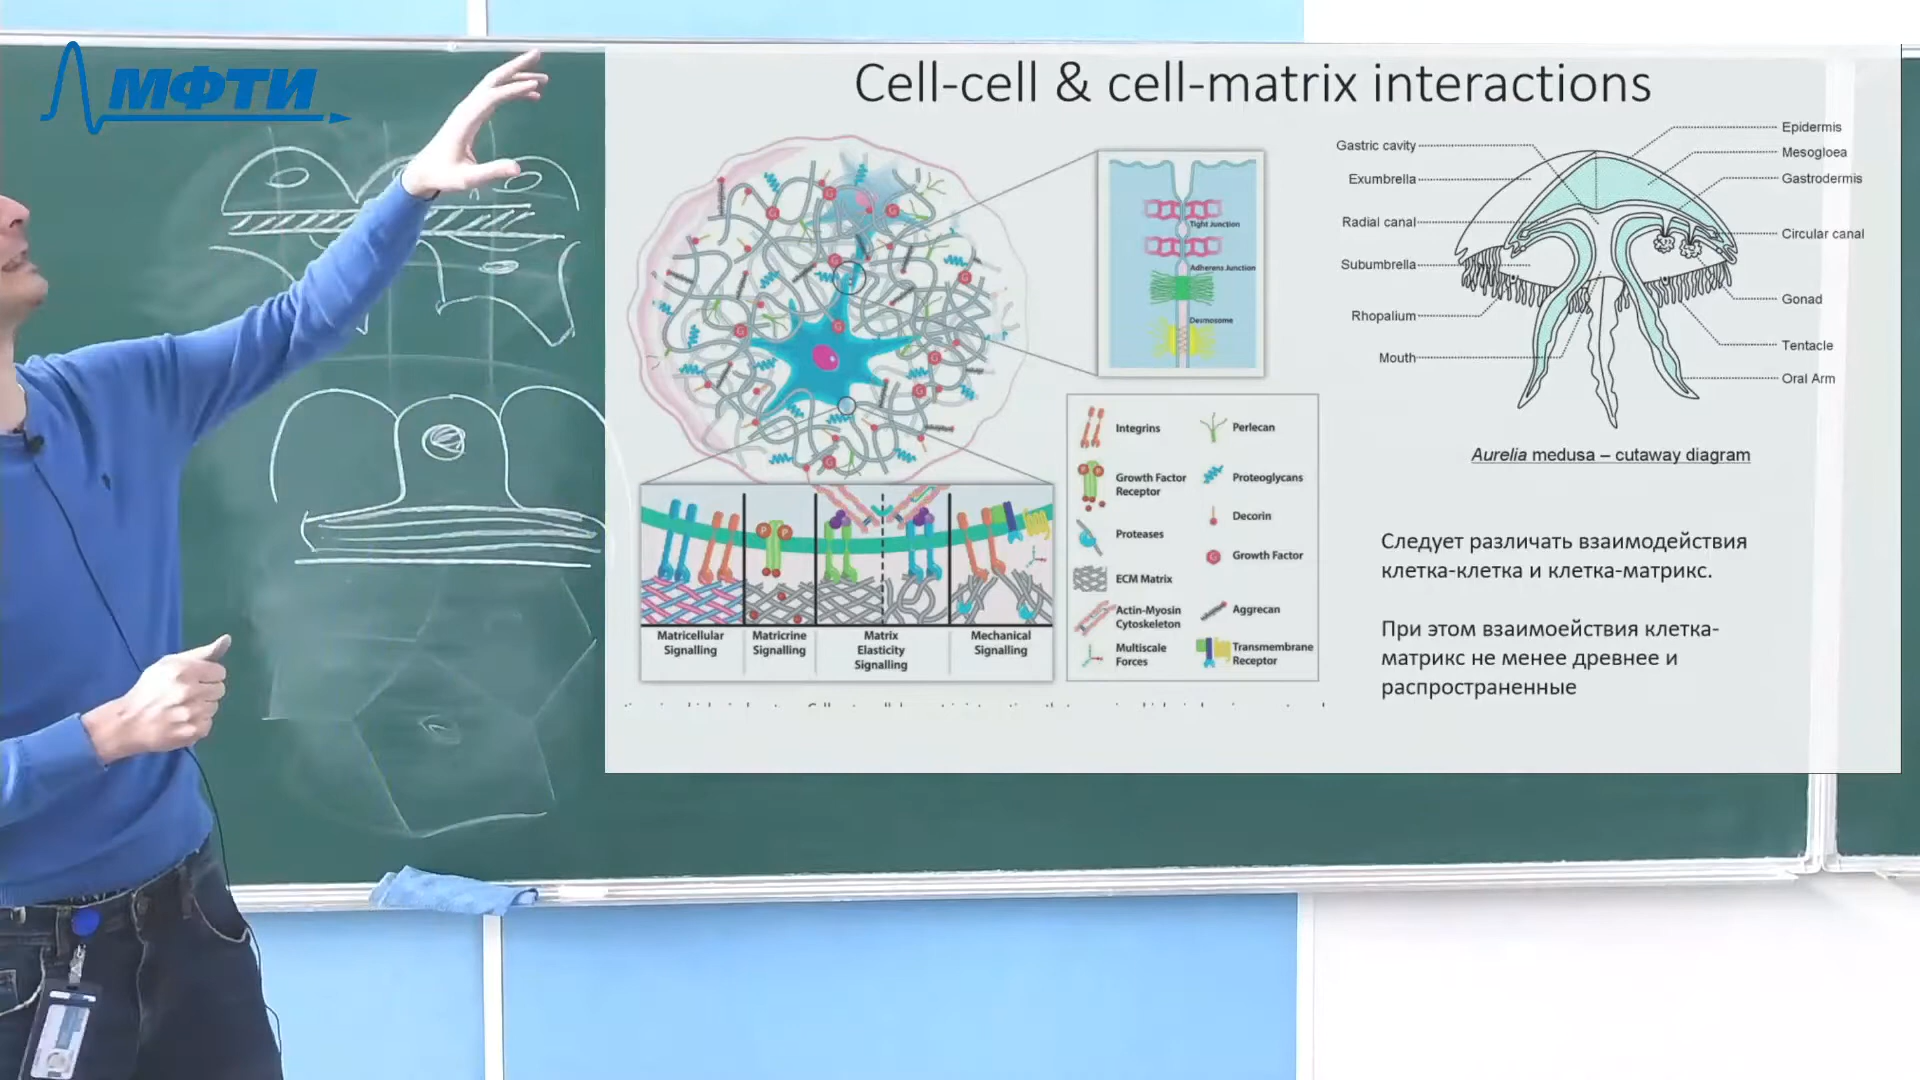 МФТИ
Cell-cell & cell-matrix interactions
Tight Junction
Adherens Junction
Desmosome
Integrins
Perlecan
Growth Factor
Receptor
Proteoglycans
Proteases
Decorin
Growth Factor
ECM Matrix
Actin-Myosin
Cytoskeleton
Aggrecan
Multiscale
Forces
Transmembrane
Receptor
G
G
G
G
G
G
G
G
G
G
G
P
P
Matricellular
Signalling
Matricrine
Signalling
Matrix
Elasticity
Signalling
Mechanical
Signalling
Gastric cavity
Exumbrella
Radial canal
Subumbrella
Rhopalium
Mouth
Epidermis
Mesogloea
Gastrodermis
Circular canal
Gonad
Tentacle
Oral Arm
Aurelia medusa – cutaway diagram
Следует различать взаимодействия
клетка-клетка и клетка-матрикс.
При этом взаимоействия клетка-
матрикс не менее древнее и
распространенные